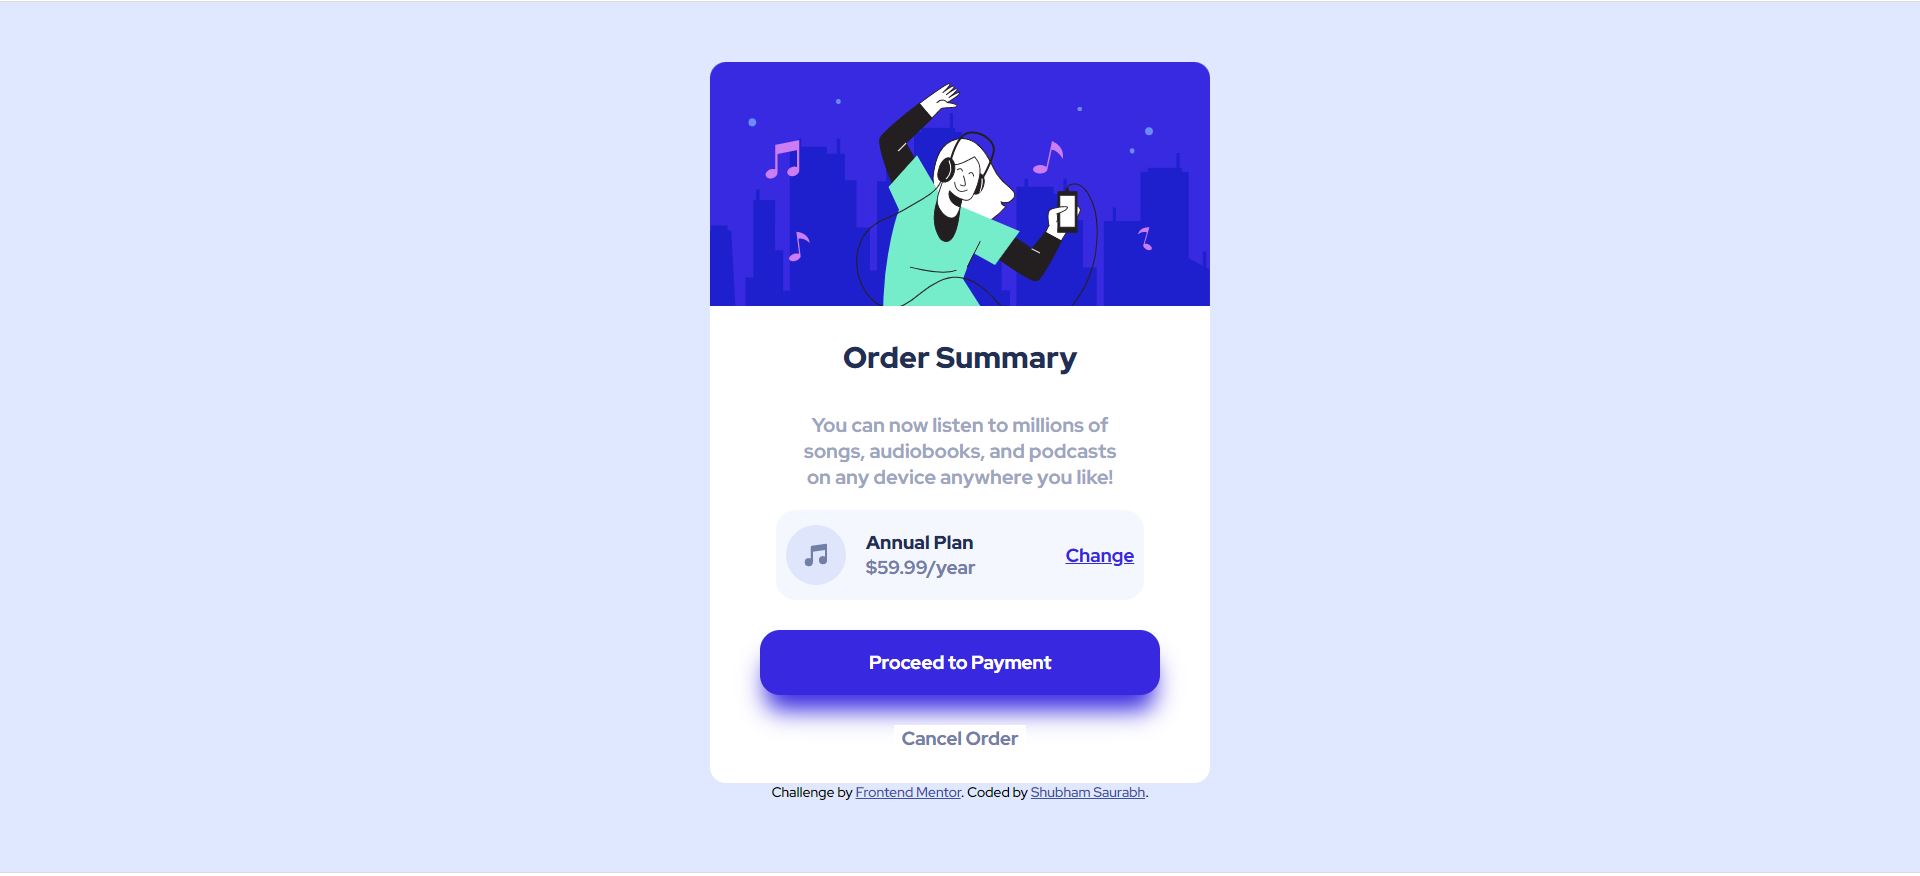 Order Summary
You can now listen to millions of
songs, audiobooks, and podcasts
on any device anywhere you like!
Annual Plan
$59.99/year
Change
Proceed to Payment
Cancel Order
Challenge by Frontend Mentor. Coded by Shubham Saurabh.